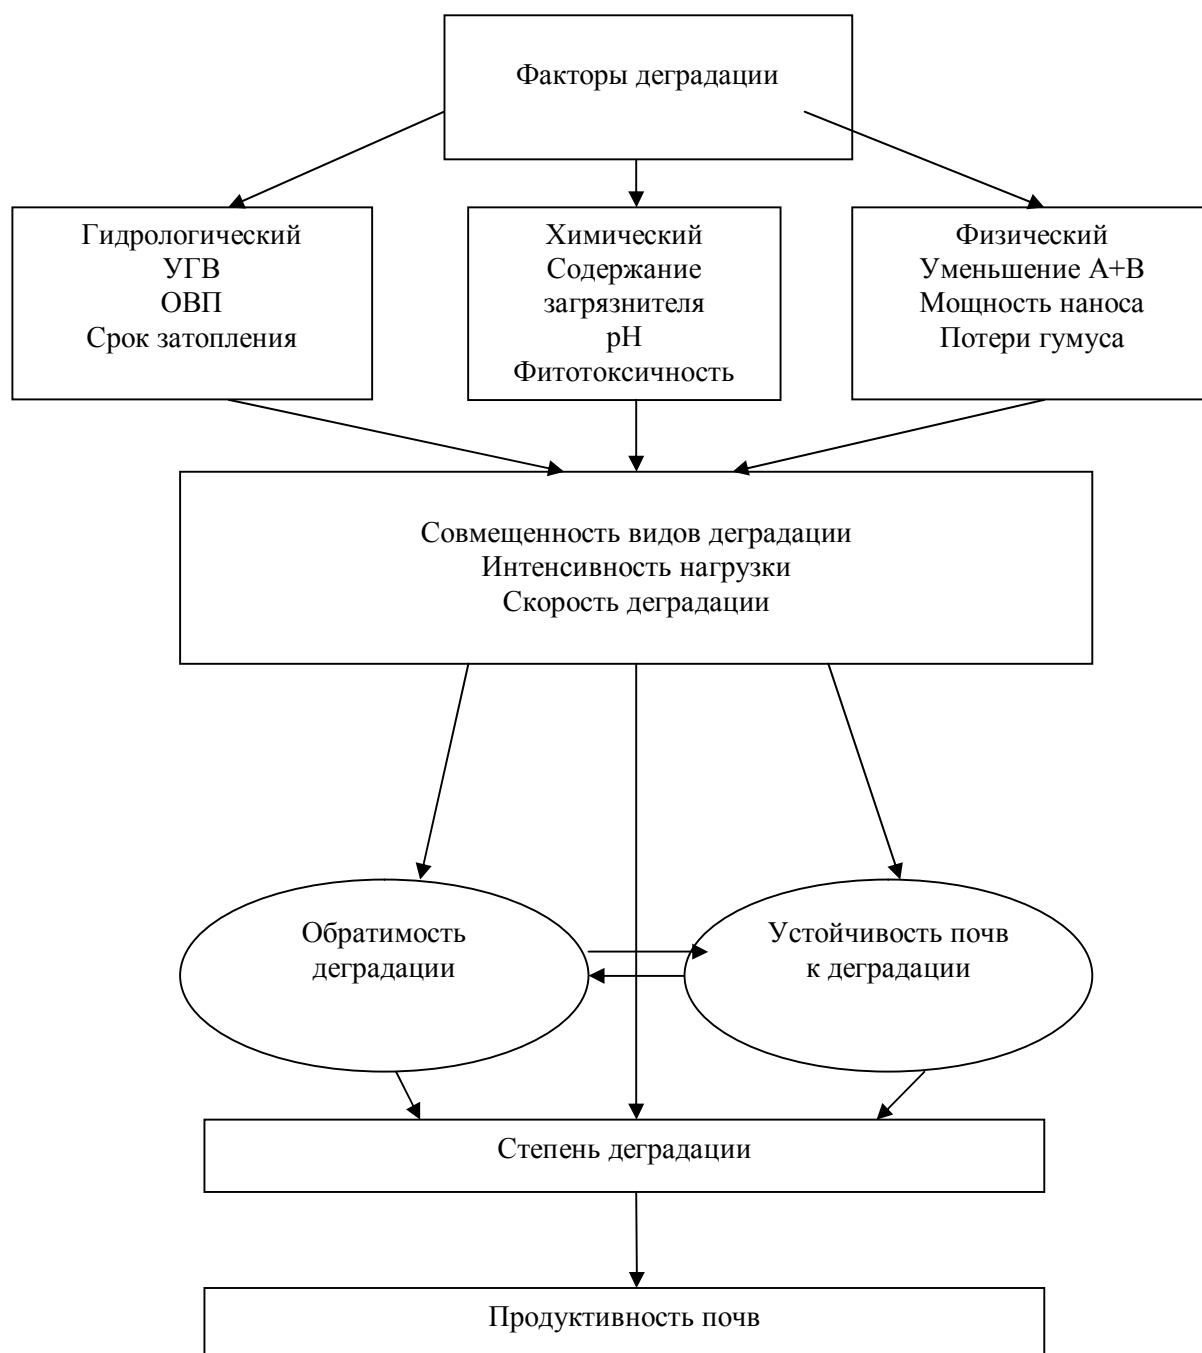 Факторы деградации
Гидрологический
УГВ
ОВП
Срок затопления
Химический
Содержание
загрязнителя
рН
Фитотоксичность
Физический
Уменьшение А+В
Мощность наноса
Потери гумуса
Совмещенность видов деградации
Интенсивность нагрузки
Скорость деградации
Обратимость
деградации
Устойчивость почв
к деградации
Степень деградации
Продуктивность почв